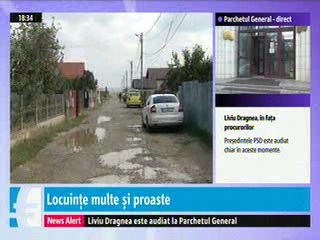 18:34
Parchetul General - direct
Liviu Dragnea, în fața
procurorilor
Președintele PSD este audiat
chiar în aceste momente.
Locuințe multe și proaste
News Alert
Liviu Dragnea este audiat la Parchetul General